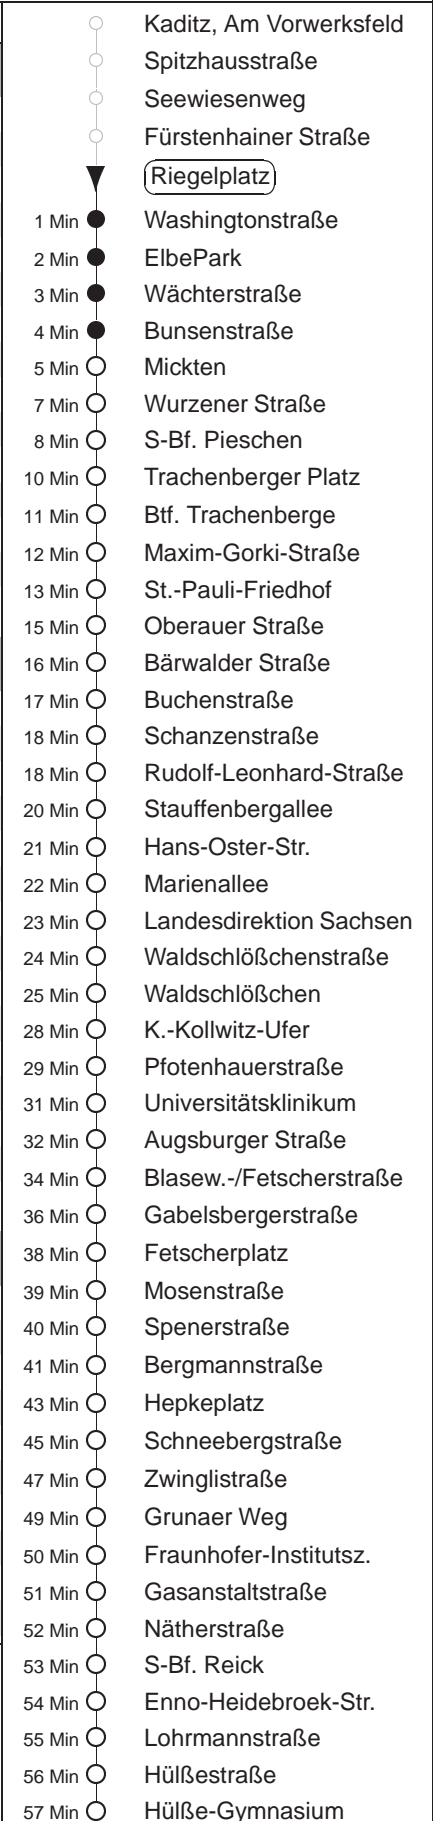 Kaditz, Am Vorwerksfeld
Spitzhausstraße
Seewiesenweg
Fürstenhainer Straße
Riegelplatz
1 Min Washingtonstraße
2 Min ElbePark
3 Min Wächterstraße
4 Min Bunsenstraße
5 Min Mickten
7 Min Wurzener Straße
8 Min S-Bf. Pieschen
10 Min Trachenberger Platz
11 Min Btf. Trachenberge
12 Min Maxim-Gorki-Straße
13 Min St.-Pauli-Friedhof
15 Min Oberauer Straße
16 Min Bärwalder Straße
17 Min Buchenstraße
18 Min Schanzenstraße
18 Min Rudolf-Leonhard-Straße
20 Min Stauffenbergallee
21 Min Hans-Oster-Str.
22 Min Marienallee
23 Min Landesdirektion Sachsen
24 Min Waldschlößchenstraße
25 Min Waldschlößchen
28 Min K.-Kollwitz-Ufer
29 Min Pfotenhauerstraße
31 Min Universitätsklinikum
32 Min Augsburger Straße
34 Min Blasew.-/Fetscherstraße
36 Min Gabelsbergerstraße
38 Min Fetscherplatz
39 Min Mosenstraße
40 Min Spenerstraße
41 Min Bergmannstraße
43 Min Hepkeplatz
45 Min Schneebergstraße
47 Min Zwinglistraße
49 Min Grunaer Weg
50 Min Fraunhofer-Institutsz.
51 Min Gasanstaltstraße
52 Min Nätherstraße
53 Min S-Bf. Reick
54 Min Enno-Heidebroek-Str.
55 Min Lohrmannstraße
56 Min Hülßestraße
57 Min Hülße-Gymnasium